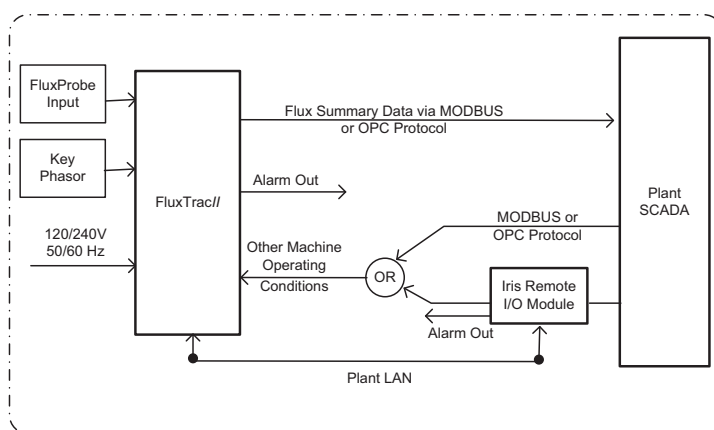 FluxProbe
Input
Key
Phasor
120/240V
50/60 Hz
FluxTracII
Flux Summary Data via MODBUS
or OPC Protocol
Alarm Out
Other Machine
Operating
Conditions
OR
MODBUS or
OPC Protocol
Iris Remote
I/O Module
Alarm Out
Plant LAN
Plant
SCADA